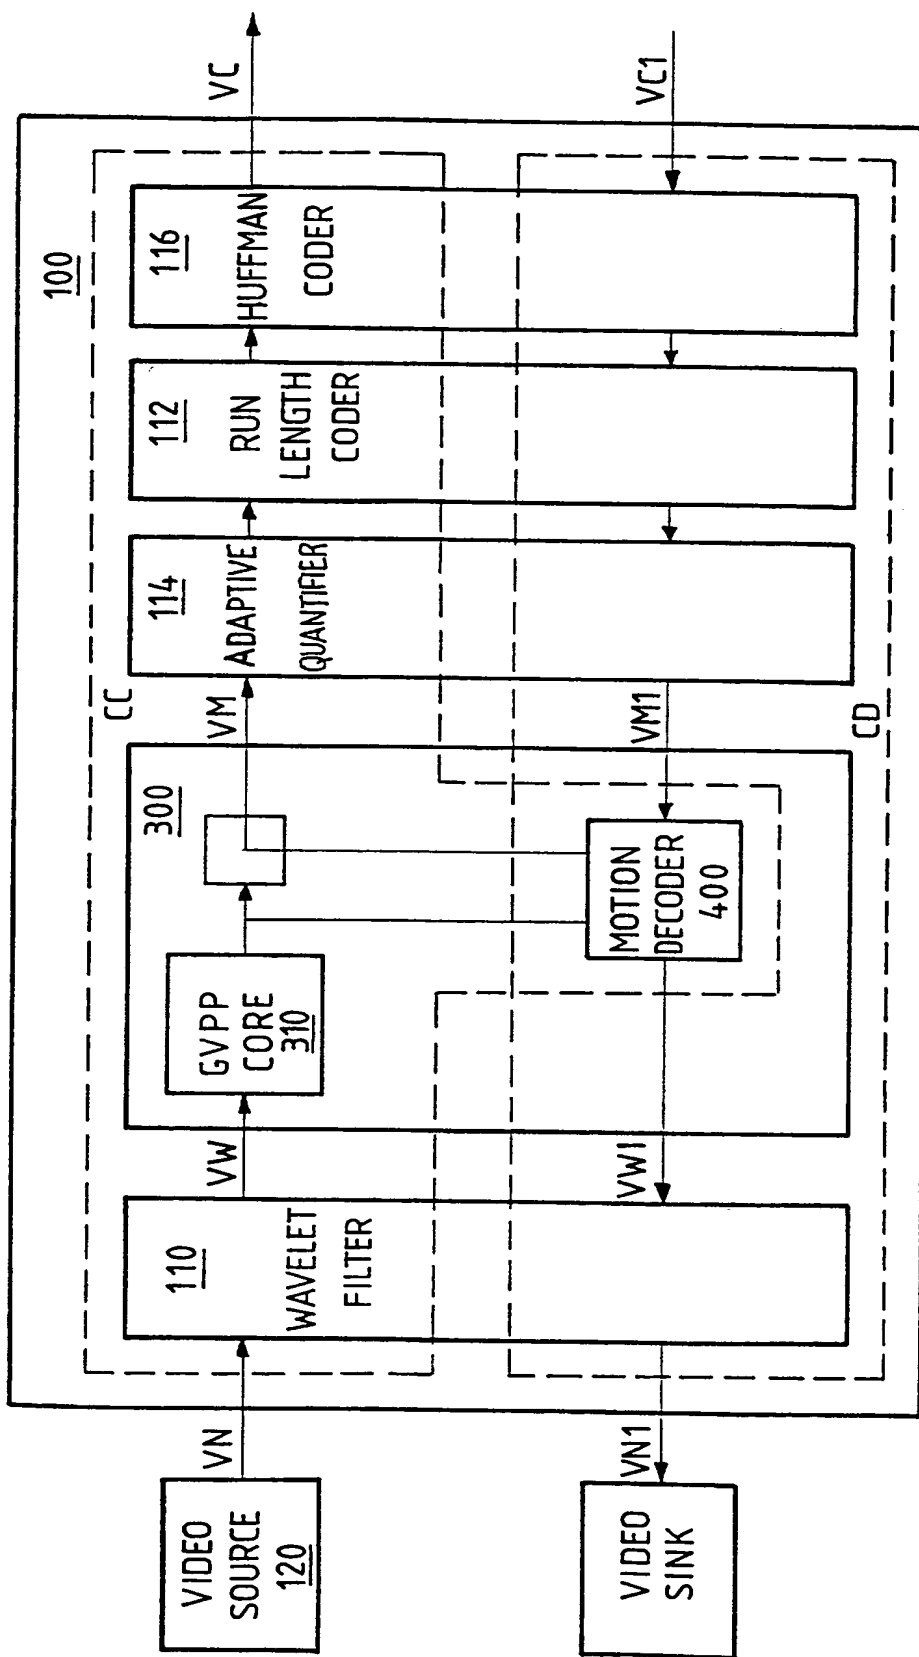 VIDEO
SOURCE
120
VN
100
CC
110
WAVELET
FILTER
VW
300
GVPP
CORE
310
VM
114
ADAPTIVE
QUANTIFIER
112
RUN
LENGTH
CODER
116
HUFFMAN
CODER
VC
VIDEO
SINK
VN1
VW1
MOTION
DECODER
400
VM1
CD
VC1